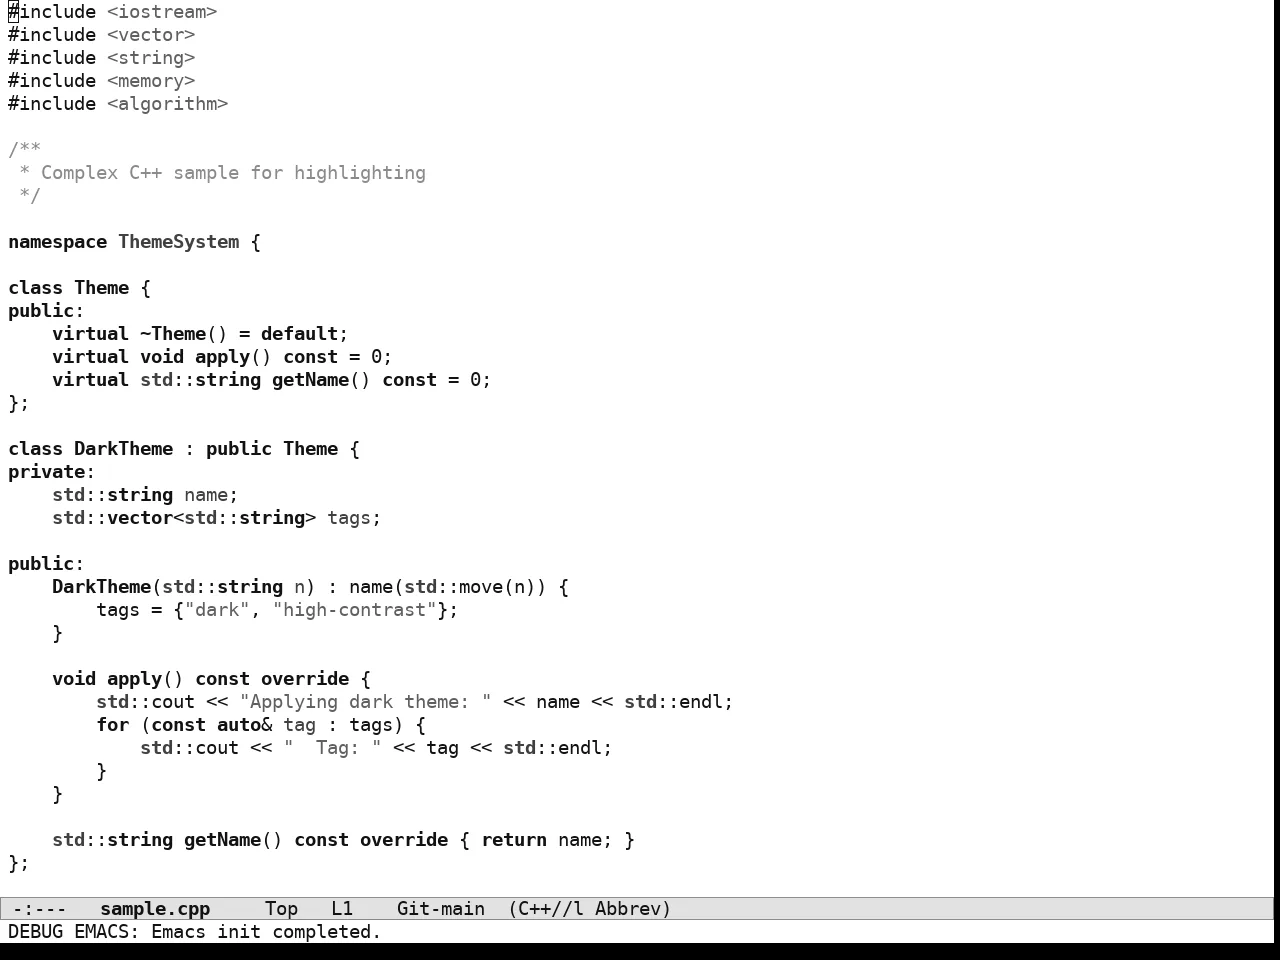 #include <iostream>
#include <vector>
#include <string>
#include <memory>
#include <algorithm>

/**
 * Complex C++ sample for highlighting
 */

namespace ThemeSystem {

class Theme {
public:
    virtual ~Theme() = default;
    virtual void apply() const = 0;
    virtual std::string getName() const = 0;
};

class DarkTheme : public Theme {
private:
    std::string name;
    std::vector<std::string> tags;

public:
    DarkTheme(std::string n) : name(std::move(n)) {
        tags = {"dark", "high-contrast"};
    }

    void apply() const override {
        std::cout << "Applying dark theme: " << name << std::endl;
        for (const auto& tag : tags) {
            std::cout << "  Tag: " << tag << std::endl;
        }
    }

    std::string getName() const override { return name; }
};

-:---   sample.cpp     Top   L1    Git-main  (C++//l Abbrev)
DEBUG EMACS: Emacs init completed.